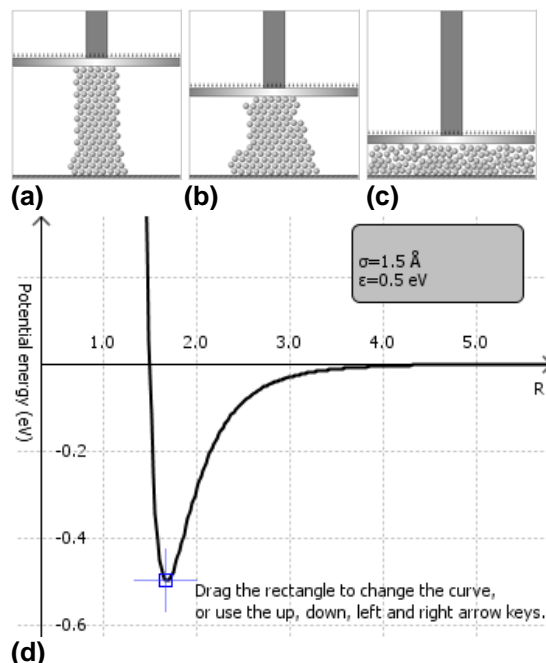 (a)
(b)
(c)
Potential energy (eV)
σ=1.5 Å
ε=0.5 eV
1.0 2.0 3.0 4.0 5.0
R
-0.2
-0.4
-0.6
Drag the rectangle to change the curve,
or use the up, down, left and right arrow keys.
(d)